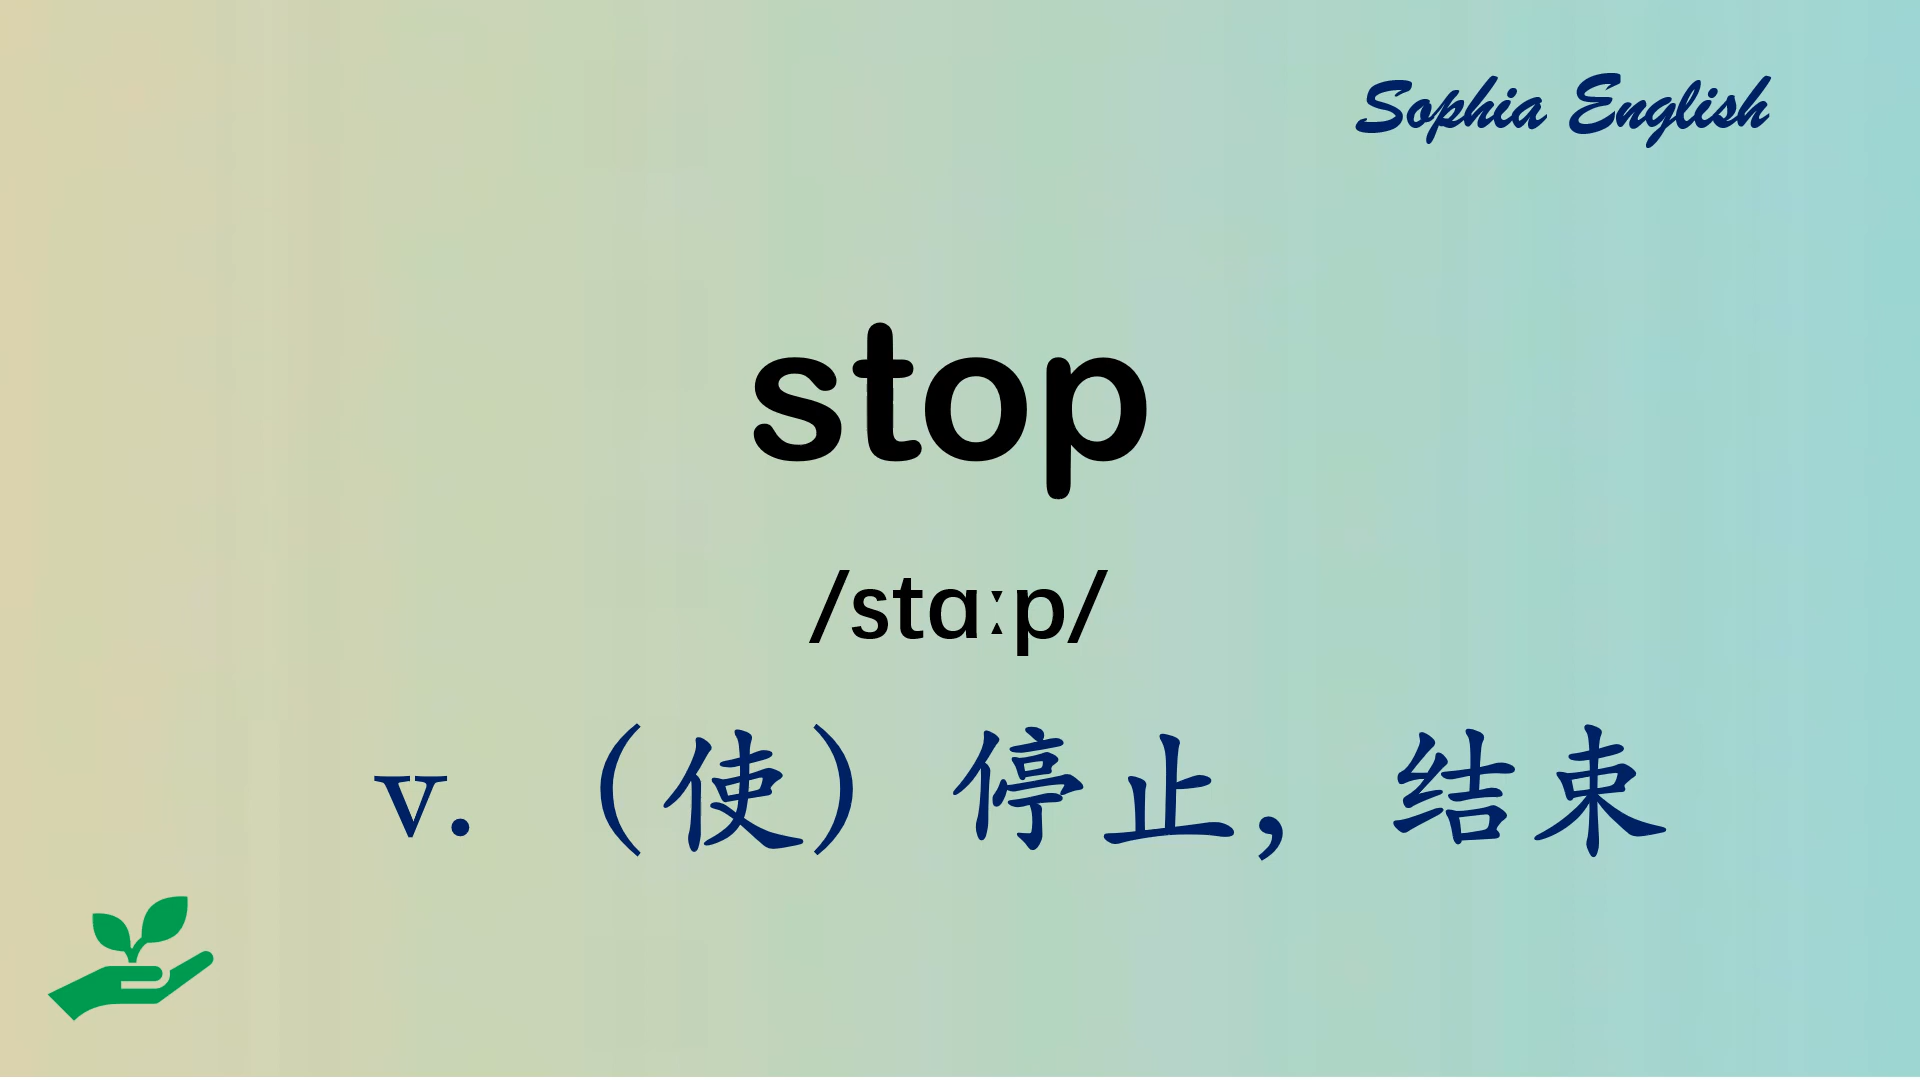 Sophia English
stop
/stɑːp/
v. （使）停止，结束